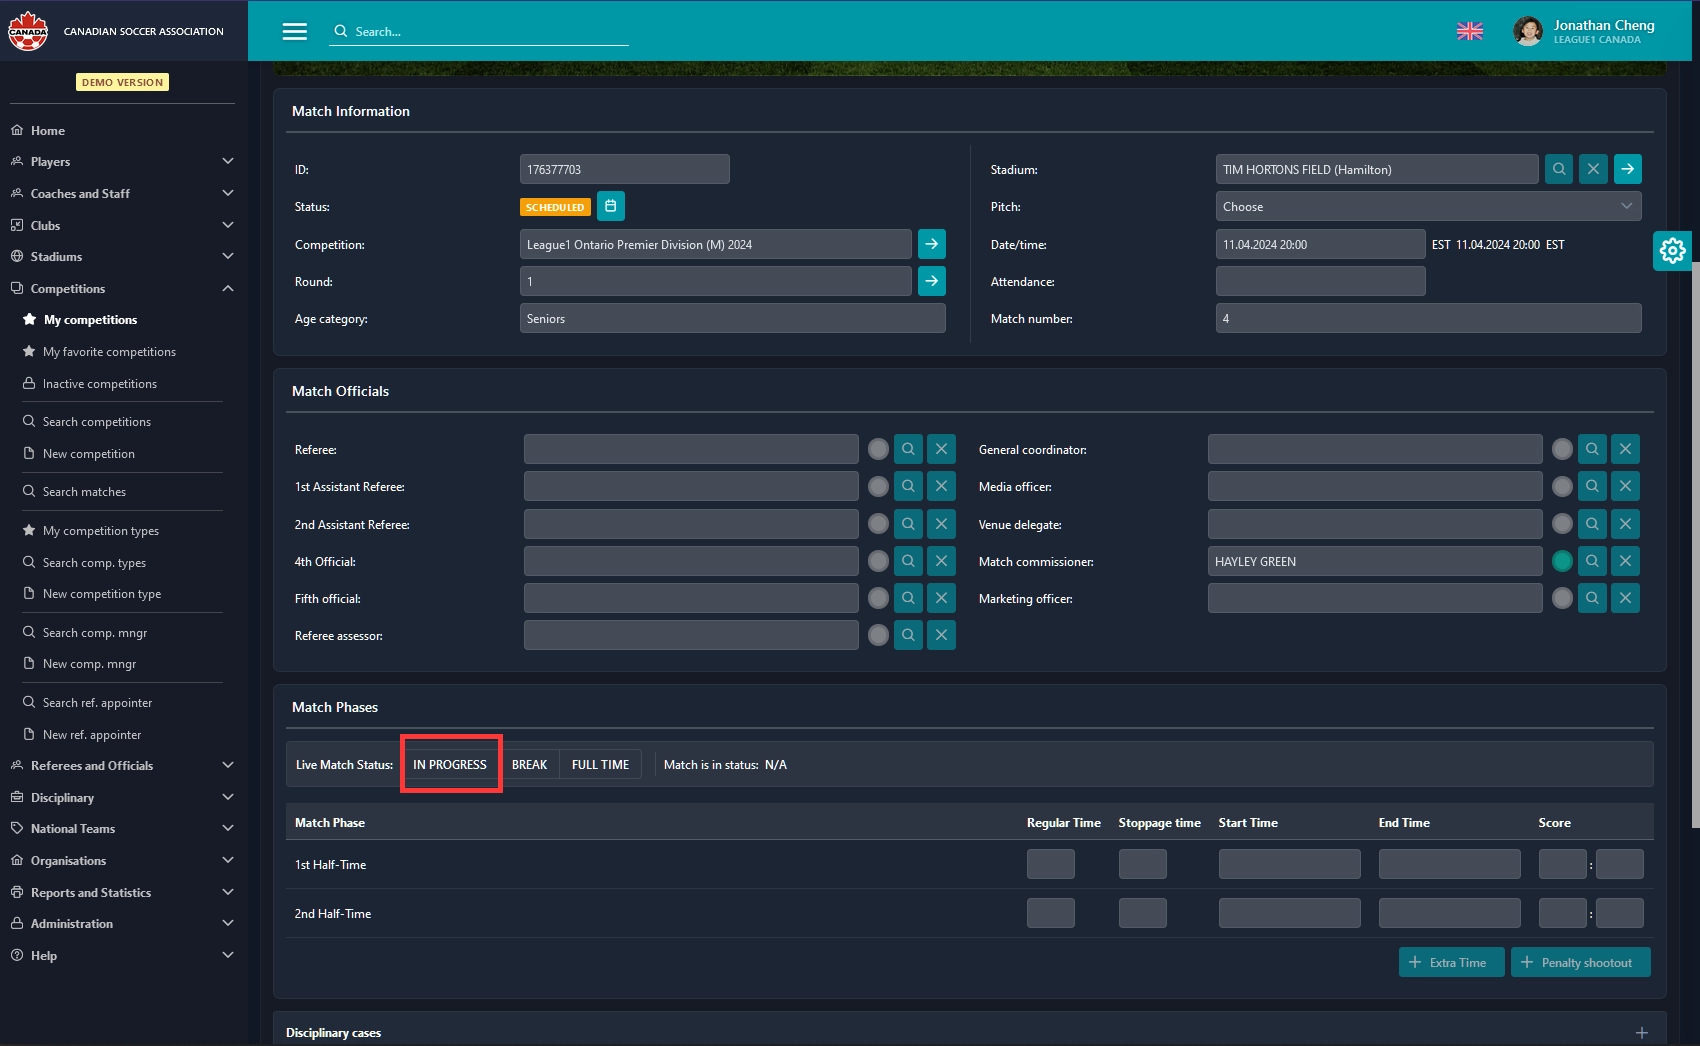 CANADA
CANADIAN SOCCER ASSOCIATION
Search...
Jonathan Cheng
LEAGUE1 CANADA
DEMO VERSION
Home
Players
Coaches and Staff
Clubs
Stadiums
Competitions
My competitions
My favorite competitions
Inactive competitions
Search competitions
New competition
Search matches
My competition types
Search comp. types
New competition type
Search comp. mngr
New comp. mngr
Search ref. appointer
New ref. appointer
Referees and Officials
Disciplinary
National Teams
Organisations
Reports and Statistics
Administration
Help
Match Information
ID: 176377703
Status: SCHEDULED
Competition: League1 Ontario Premier Division (M) 2024
Round: 1
Age category: Seniors
Stadium: TIM HORTONS FIELD (Hamilton)
Pitch: Choose
Date/time: 11.04.2024 20:00 EST 11.04.2024 20:00 EST
Attendance:
Match number: 4
Match Officials
Referee:
1st Assistant Referee:
2nd Assistant Referee:
4th Official:
Fifth official:
Referee assessor:
General coordinator:
Media officer:
Venue delegate:
Match commissioner: HAYLEY GREEN
Marketing officer:
Match Phases
Live Match Status: IN PROGRESS BREAK FULL TIME Match is in status: N/A
Match Phase Regular Time Stoppage time Start Time End Time Score
1st Half-Time :
2nd Half-Time :
+ Extra Time + Penalty shootout
Disciplinary cases +